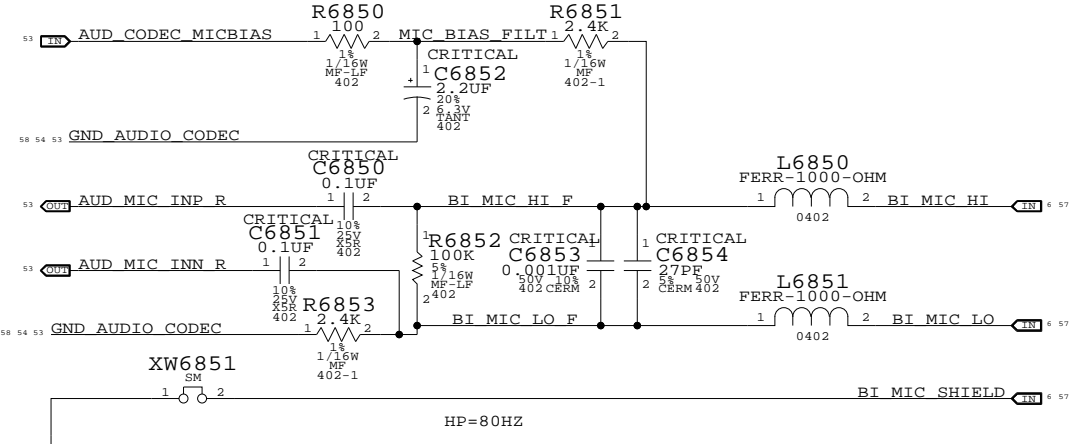 R6850
100
1%
1/16W
MF-LF
402
R6851
2.4K
1%
1/16W
MF
402-1
53 IN AUD_CODEC_MICBIAS 1 2 MIC_BIAS_FILT 1 2
CRITICAL
C6852
2.2UF
20%
6.3V
TANT
402
+ 1
2
58 54 53 GND_AUDIO_CODEC
CRITICAL
C6850
0.1UF
10%
25V
X5R
402
L6850
FERR-1000-OHM
0402
53 OUT AUD_MIC_INP_R 1 2 BI_MIC_HI_F 1 2 BI_MIC_HI IN 6 57
CRITICAL
C6851
0.1UF
10%
25V
X5R
402
1
R6852
100K
5%
1/16W
MF-LF
402
2
CRITICAL
1
C6853
0.001UF
50V 10%
402 CERM
2
CRITICAL
1
C6854
27PF
5% 50V
CERM 402
2
53 OUT AUD_MIC_INN_R 1 2
L6851
FERR-1000-OHM
0402
BI_MIC_LO_F 1 2 BI_MIC_LO IN 6 57
R6853
2.4K
1%
1/16W
MF
402-1
58 54 53 GND_AUDIO_CODEC 1 2
XW6851
SM
1 2 BI_MIC_SHIELD IN 6 57
HP=80HZ